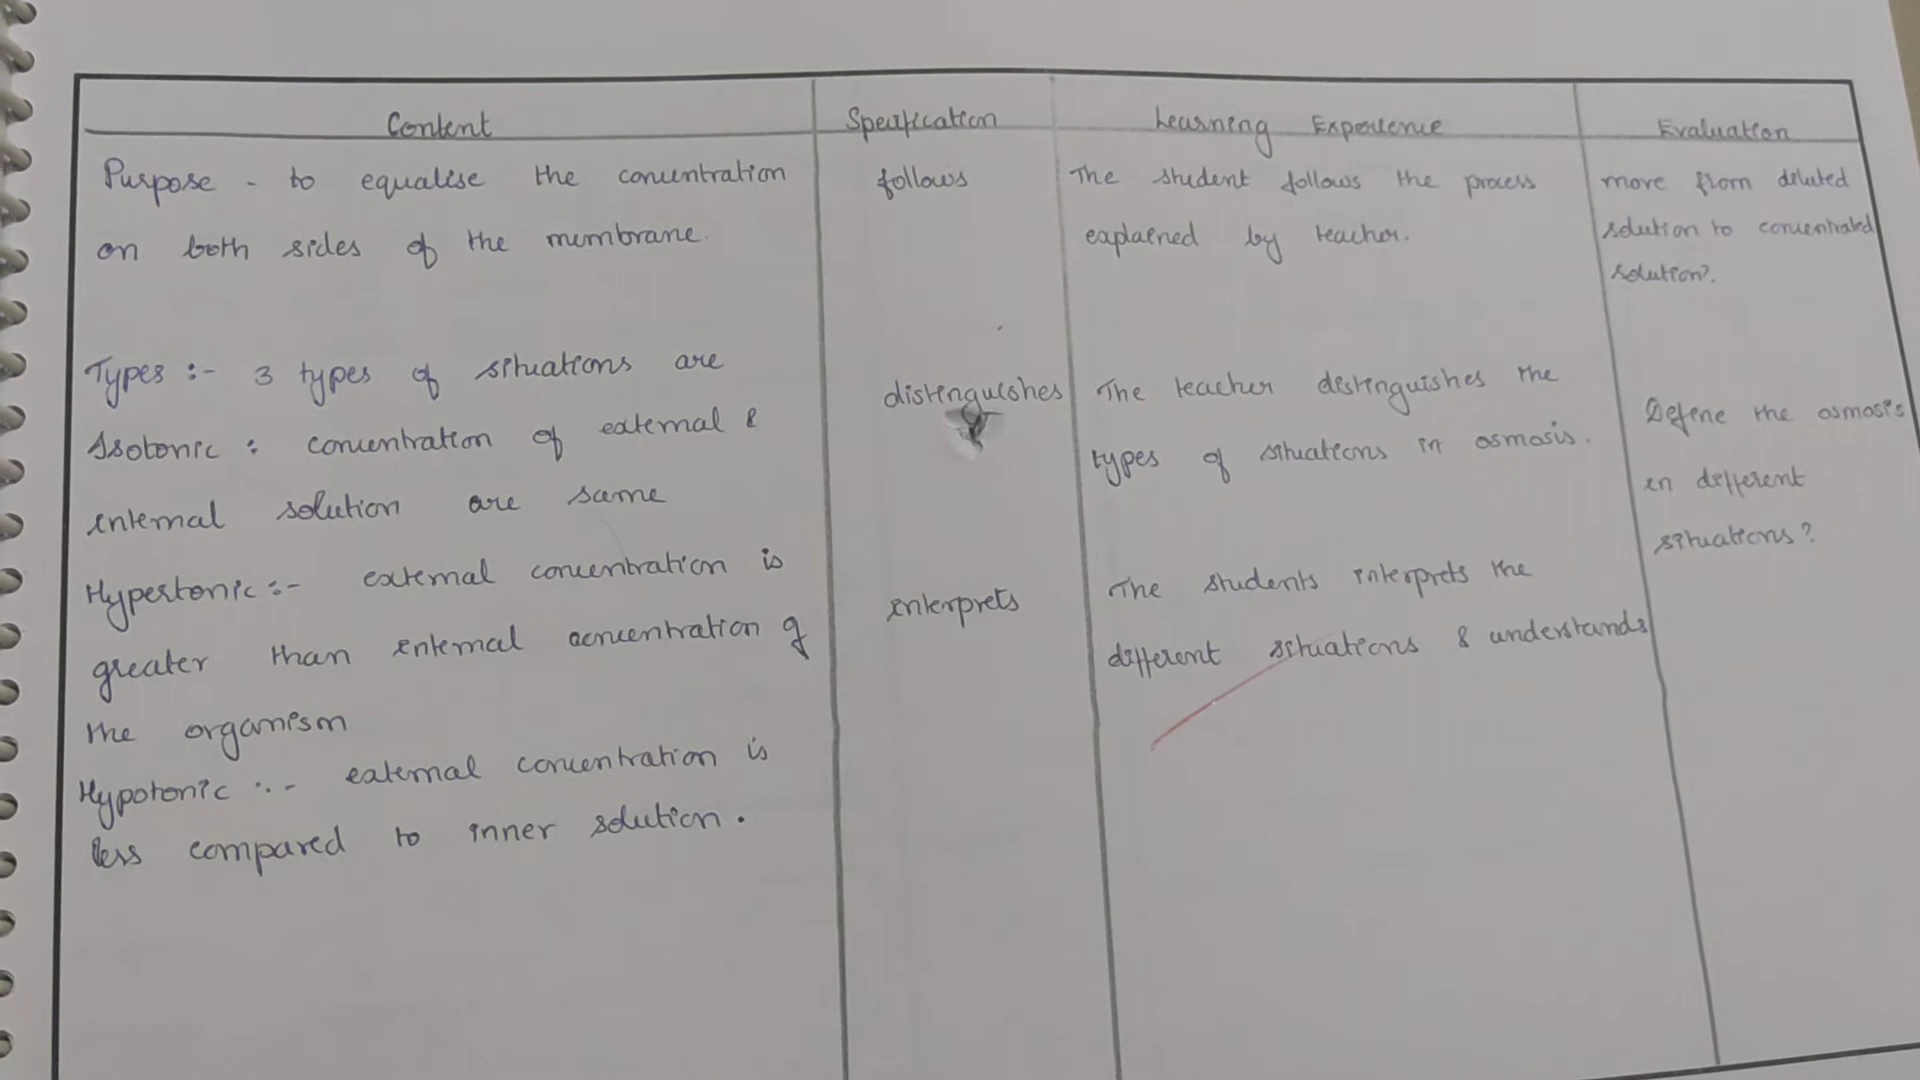 Content
Purpose - to equalise the concentration
on both sides of the membrane.
Types :- 3 types of situations are
Isotonic : concentration of external &
internal solution are same
Hypertonic :- external concentration is
greater than internal concentration of
the organism
Hypotonic :- external concentration is
less compared to inner solution.
Specification
follows
distinguishes
interprets
Learning Experience
The student follows the process
explained by teacher.
The teacher distinguishes the
types of situations in osmosis.
The students interprets the
different situations & understands
Evaluation
move from diluted
solution to concentrated
solution?.
Define the osmosis
in different
situations?